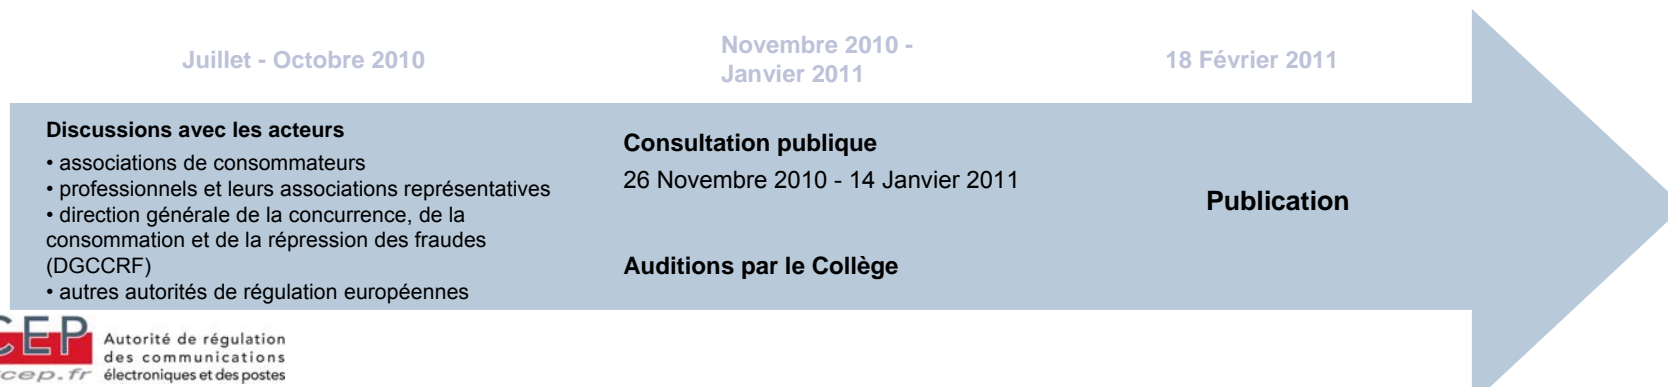 Juillet - Octobre 2010
Novembre 2010 -
Janvier 2011
18 Février 2011
Discussions avec les acteurs
• associations de consommateurs
• professionnels et leurs associations représentatives
• direction générale de la concurrence, de la
consommation et de la répression des fraudes
(DGCCRF)
• autres autorités de régulation européennes
Consultation publique
26 Novembre 2010 - 14 Janvier 2011
Auditions par le Collège
Publication
CEP
cep.fr
Autorité de régulation
des communications
électroniques et des postes